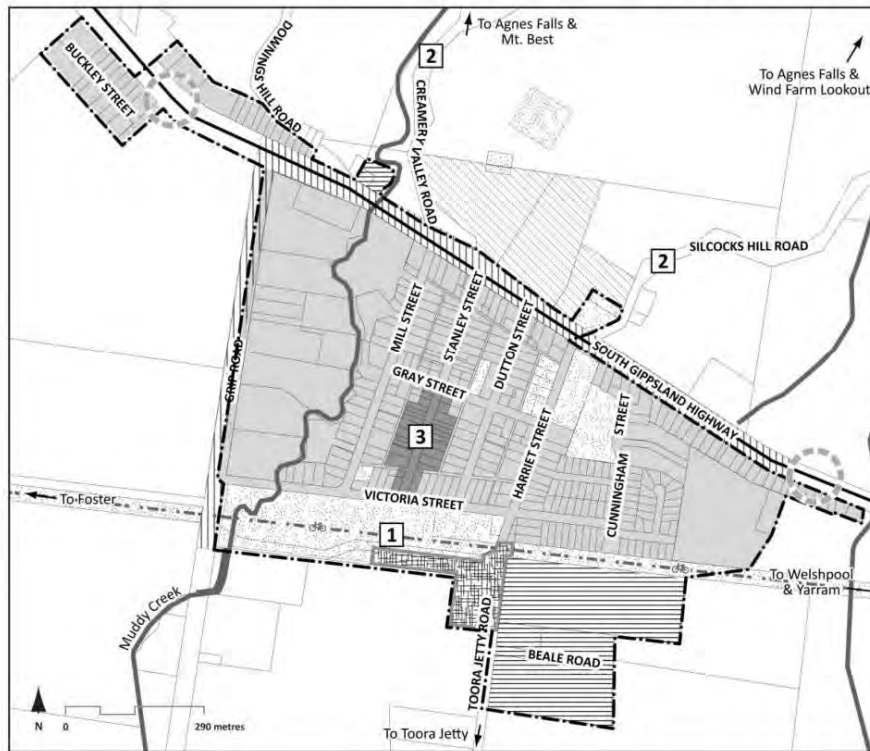 BUCKLEY STREET
DOWNINGS HILL ROAD
2
To Agnes Falls &
Mt. Best
To Agnes Falls &
Wind Farm Lookout
CREAMERY VALLEY ROAD
2
SILCOCKS HILL ROAD
GRIP ROAD
MILL STREET
STANLEY STREET
DUTTON STREET
GRAY STREET
SOUTH GIPPSLAND HIGHWAY
3
HARRIET STREET
CUNNINGHAM STREET
VICTORIA STREET
To Foster
1
To Welshpool
& Yarram
Muddy Creek
TOORA JETTY ROAD
BEALE ROAD
N
0
290 metres
To Toora Jetty